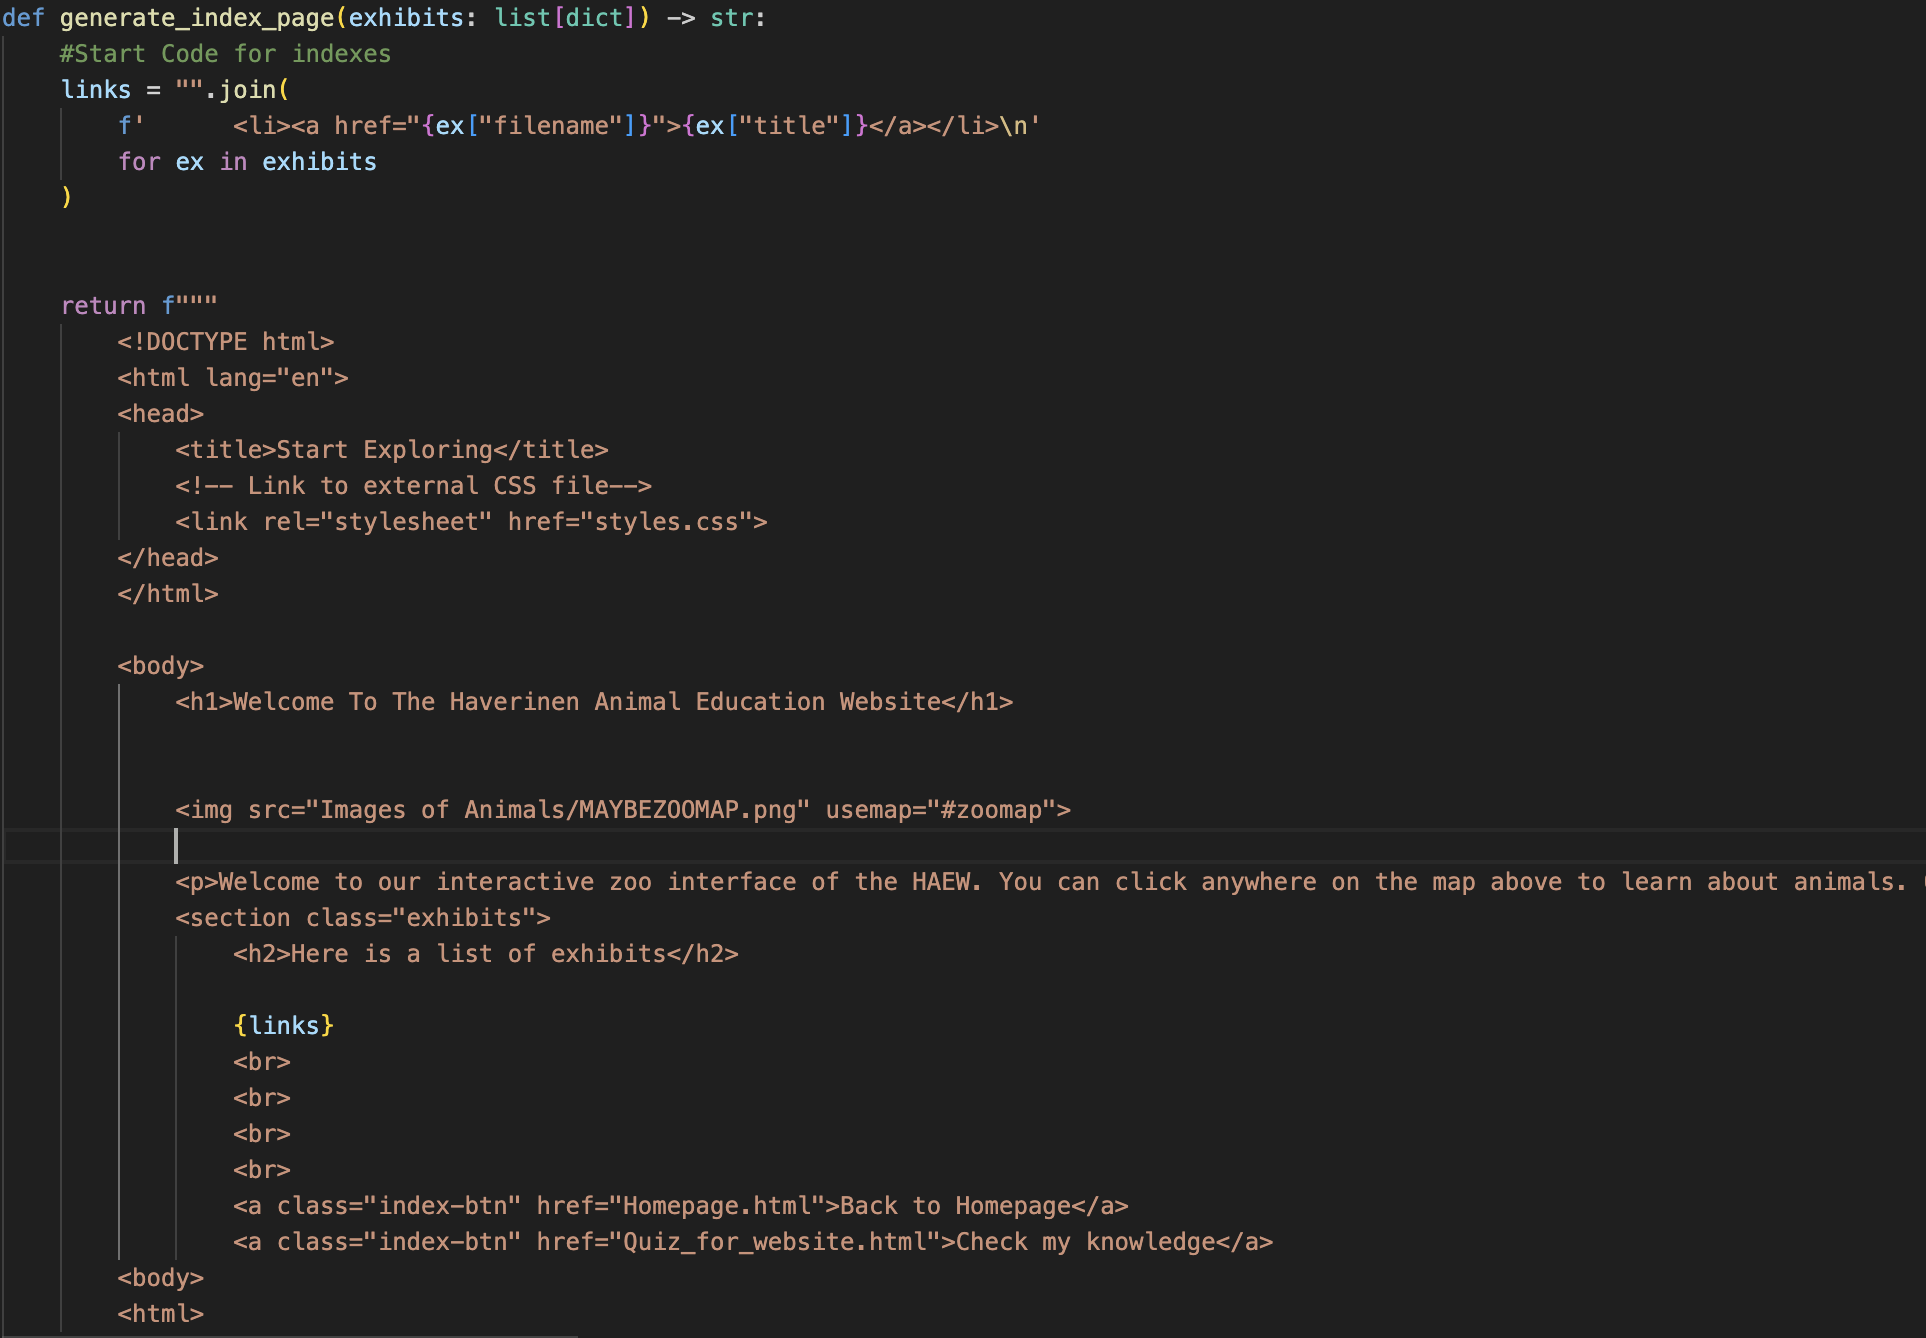 def generate_index_page(exhibits: list[dict]) -> str:
    #Start Code for indexes
    links = "".join(
        f'      <li><a href="{ex["filename"]}">{ex["title"]}</a></li>\n'
        for ex in exhibits
    )
    return f"""
        <!DOCTYPE html>
        <html lang="en">
        <head>
            <title>Start Exploring</title>
            <!-- Link to external CSS file-->
            <link rel="stylesheet" href="styles.css">
        </head>
        </html>
        <body>
            <h1>Welcome To The Haverinen Animal Education Website</h1>
            <img src="Images of Animals/MAYBEZOOMAP.png" usemap="#zoomap">
            <p>Welcome to our interactive zoo interface of the HAEW. You can click anywhere on the map above to learn about animals.
            <section class="exhibits">
                <h2>Here is a list of exhibits</h2>
                {links}
                <br>
                <br>
                <br>
                <br>
                <a class="index-btn" href="Homepage.html">Back to Homepage</a>
                <a class="index-btn" href="Quiz_for_website.html">Check my knowledge</a>
        <body>
        <html>